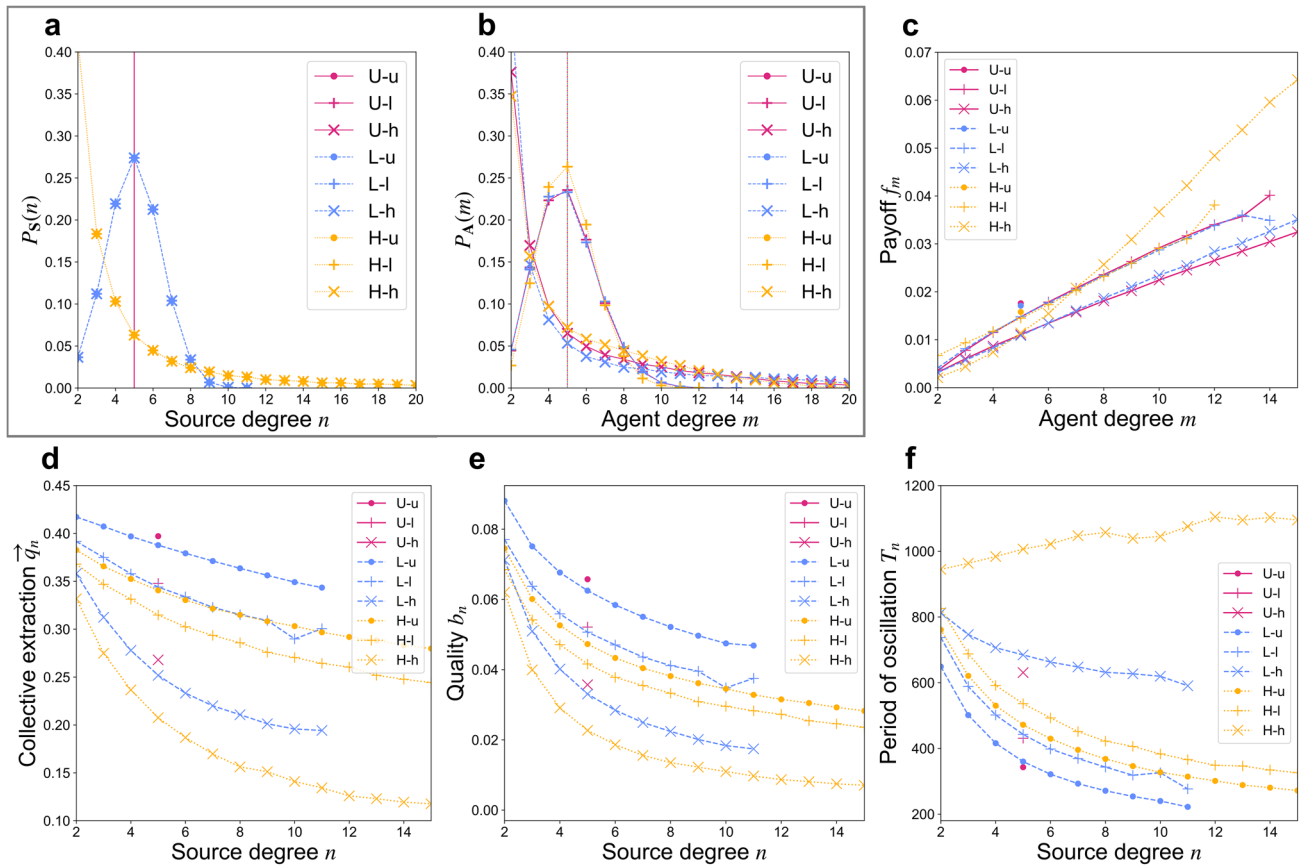 a
0.40
0.35
0.30
0.25
0.20
0.15
0.10
0.05
0.00
P_S(n)
2 4 6 8 10 12 14 16 18 20
Source degree n
U-u
U-l
U-h
L-u
L-l
L-h
H-u
H-l
H-h
b
0.40
0.35
0.30
0.25
0.20
0.15
0.10
0.05
0.00
P_A(m)
2 4 6 8 10 12 14 16 18 20
Agent degree m
U-u
U-l
U-h
L-u
L-l
L-h
H-u
H-l
H-h
c
0.07
0.06
0.05
0.04
0.03
0.02
0.01
0.00
Payoff f_m
2 4 6 8 10 12 14
Agent degree m
U-u
U-l
U-h
L-u
L-l
L-h
H-u
H-l
H-h
d
0.45
0.40
0.35
0.30
0.25
0.20
0.15
0.10
Collective extraction \overrightarrow{q}_n
2 4 6 8 10 12 14
Source degree n
U-u
U-l
U-h
L-u
L-l
L-h
H-u
H-l
H-h
e
0.08
0.06
0.04
0.02
0.00
Quality b_n
2 4 6 8 10 12 14
Source degree n
U-u
U-l
U-h
L-u
L-l
L-h
H-u
H-l
H-h
f
1200
1000
800
600
400
200
Period of oscillation T_n
2 4 6 8 10 12 14
Source degree n
U-u
U-l
U-h
L-u
L-l
L-h
H-u
H-l
H-h